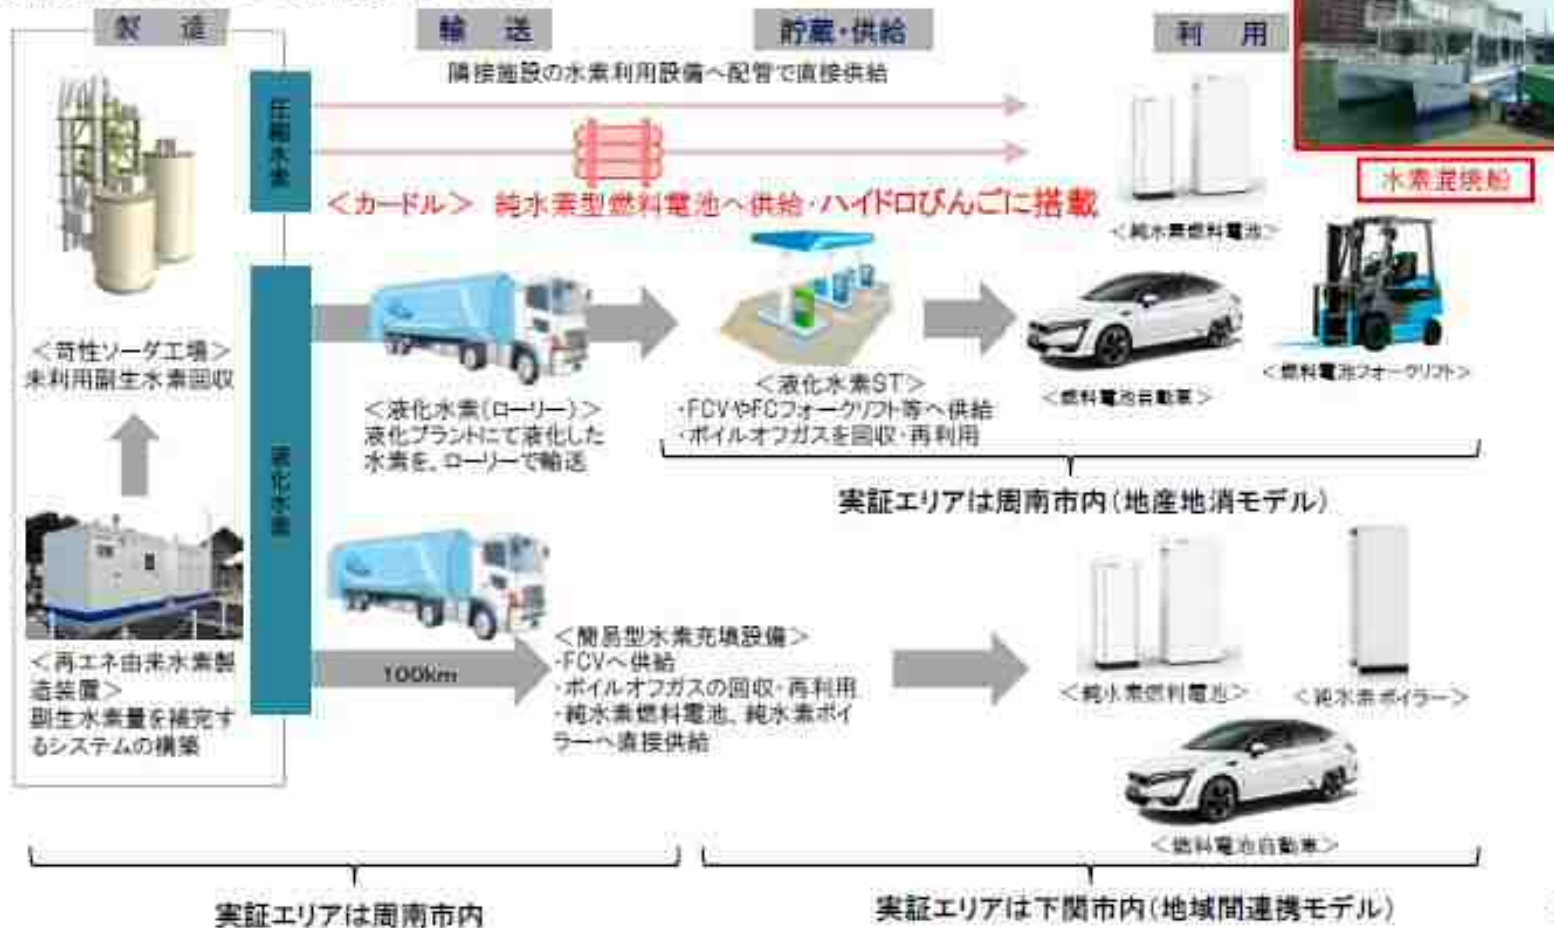 製 造
輸 送
貯蔵・供給
利 用
隣接施設の水素利用設備へ配管で直接供給
圧縮水素
<カードル> 純水素型燃料電池へ供給・ハイドロびんごに搭載
水素混焼船
<純水素燃料電池>
<苛性ソーダ工場>
未利用副生水素回収
液化水素
<液化水素(ローリー)>
液化プラントにて液化した
水素を、ローリーで輸送
<液化水素ST>
・FCVやFCフォークリフト等へ供給
・ボイルオフガスを回収・再利用
<燃料電池自動車>
<燃料電池フォークリフト>
実証エリアは周南市内(地産地消モデル)
<再エネ由来水素製
造装置>
副生水素量を補完す
るシステムの構築
100km
<簡易型水素充填設備>
・FCVへ供給
・ボイルオフガスの回収・再利用
・純水素燃料電池、純水素ボイ
ラーへ直接供給
<純水素燃料電池>
<純水素ボイラー>
<燃料電池自動車>
実証エリアは周南市内
実証エリアは下関市内(地域間連携モデル)